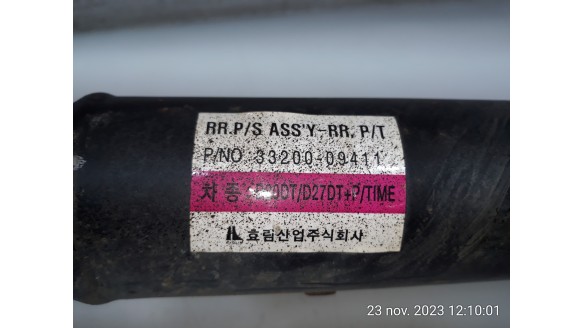 RR.P/S ASS'Y-RR. P/T
P/NO 33200-09411
차종 D20DT/D27DT+P/TIME
효림산업주식회사
23 nov. 2023 12:10:01